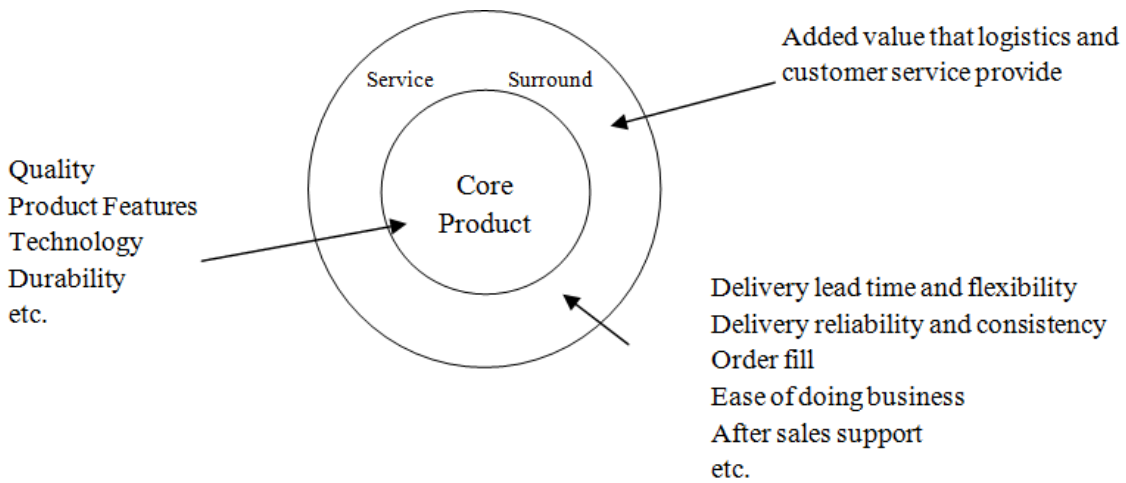 Added value that logistics and
customer service provide
Service Surround
Core
Product
Quality
Product Features
Technology
Durability
etc.
Delivery lead time and flexibility
Delivery reliability and consistency
Order fill
Ease of doing business
After sales support
etc.